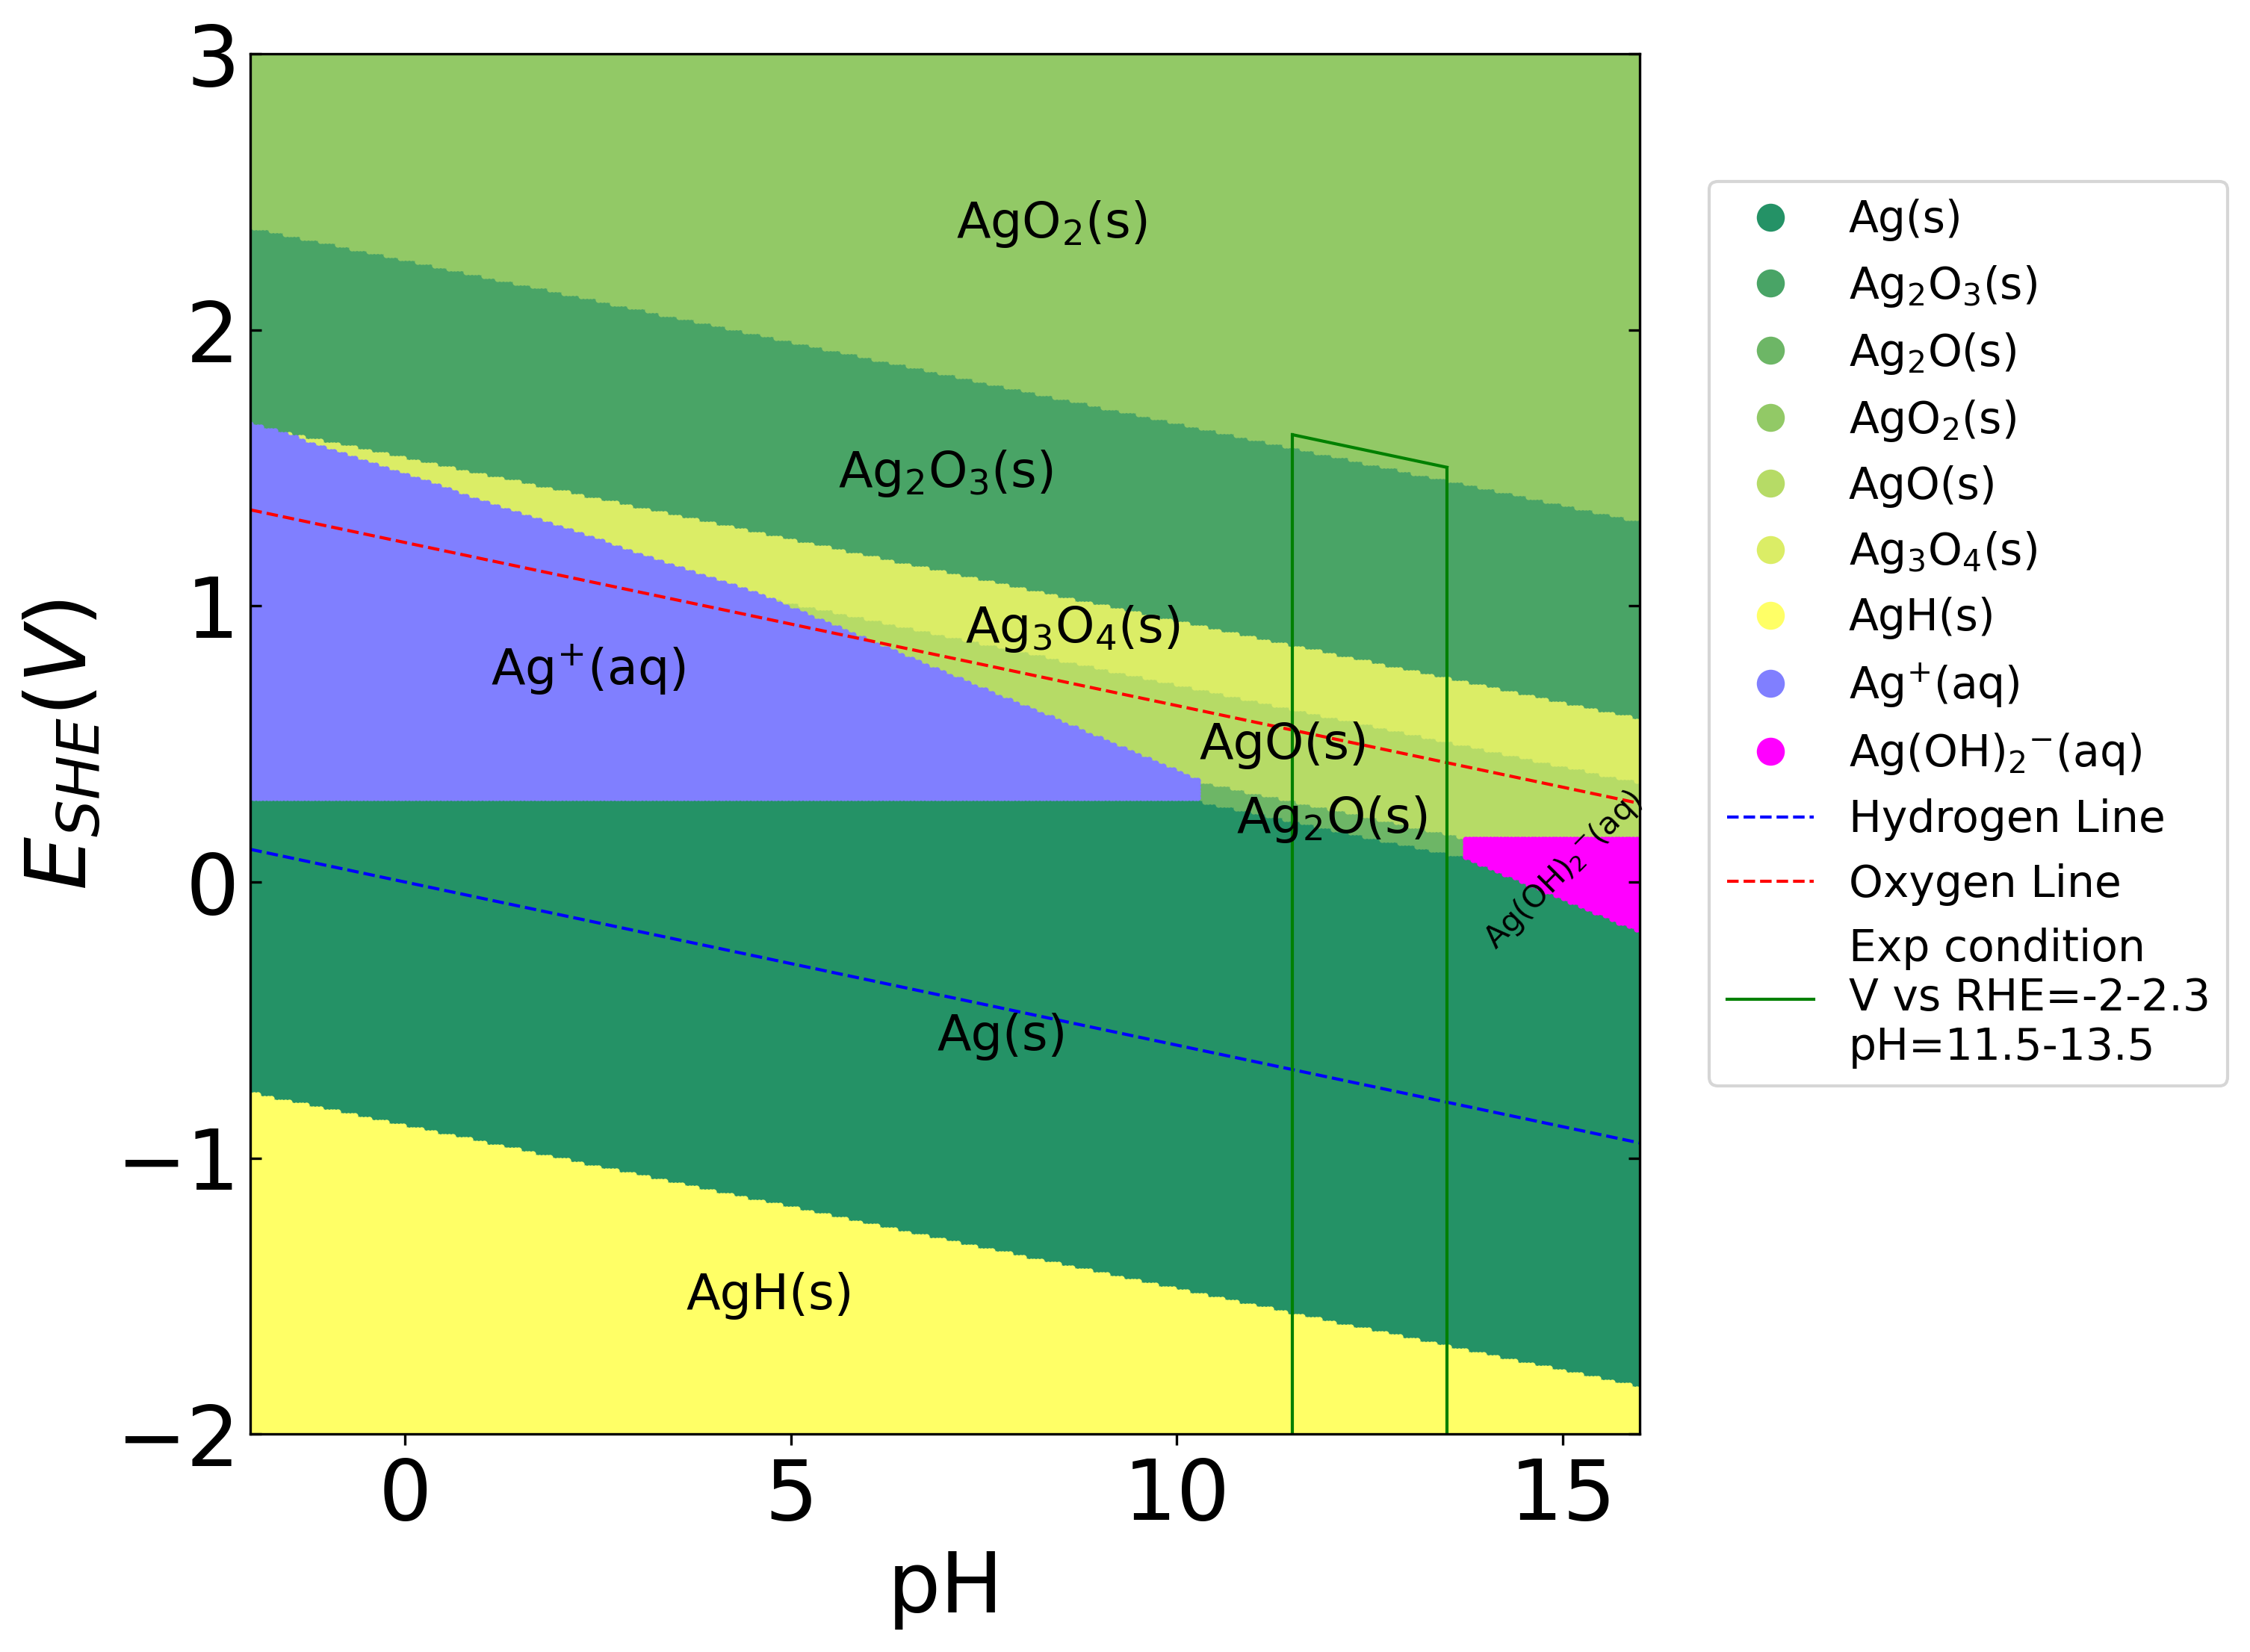 3
2
1
0
−1
−2
E_SHE(V)
0
5
10
15
pH
AgO₂(s)
Ag₂O₃(s)
Ag₃O₄(s)
Ag⁺(aq)
AgO(s)
Ag₂O(s)
Ag(OH)₂⁻(aq)
Ag(s)
AgH(s)
Ag(s)
Ag₂O₃(s)
Ag₂O(s)
AgO₂(s)
AgO(s)
Ag₃O₄(s)
AgH(s)
Ag⁺(aq)
Ag(OH)₂⁻(aq)
Hydrogen Line
Oxygen Line
Exp condition
V vs RHE=-2-2.3
pH=11.5-13.5